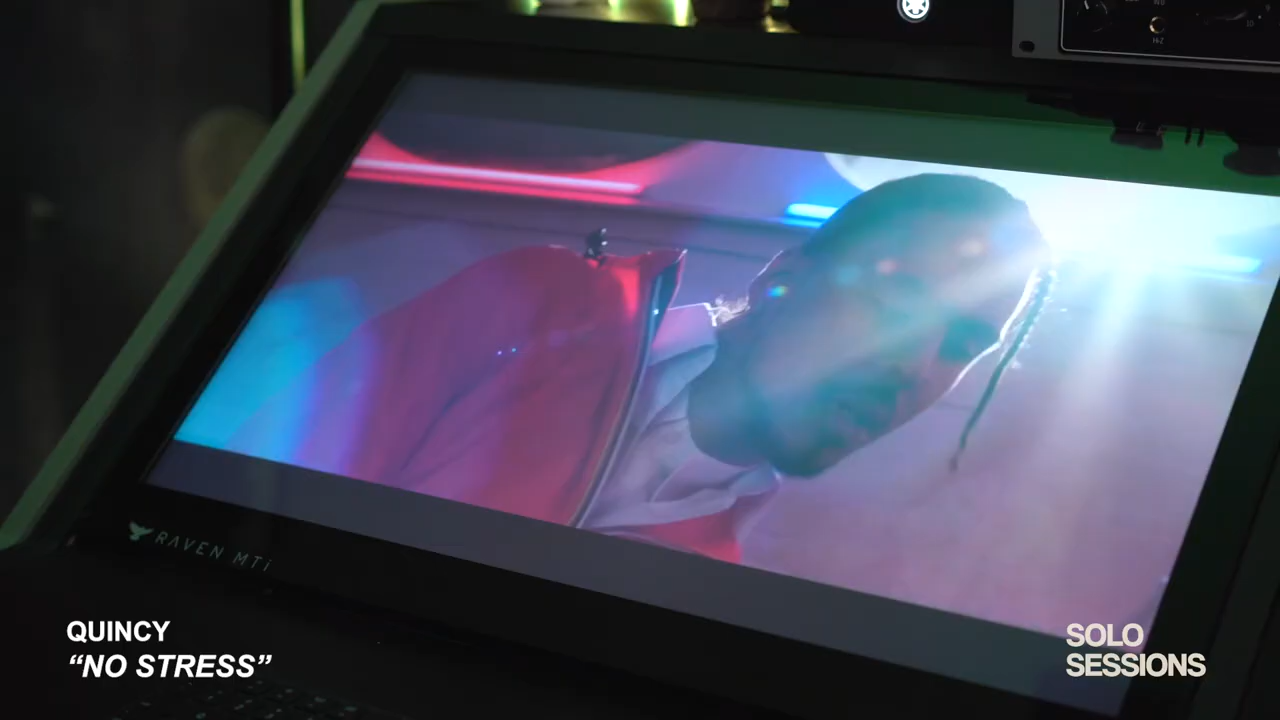 RAVEN MTi
QUINCY
“NO STRESS”
SOLO
SESSIONS